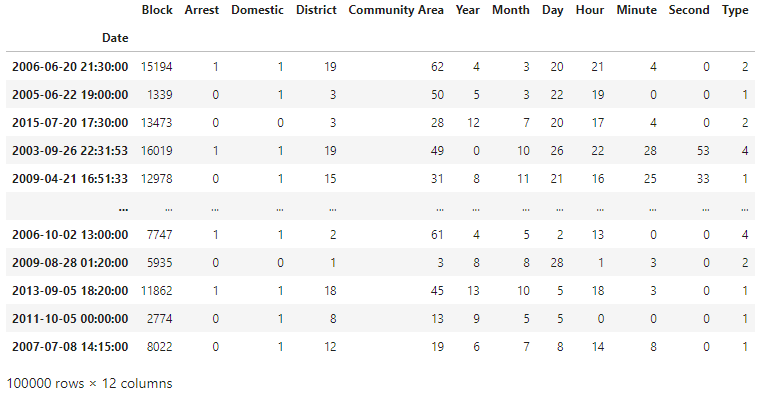 Block Arrest Domestic District Community Area Year Month Day Hour Minute Second Type
Date
2006-06-20 21:30:00 15194 1 1 19 62 4 3 20 21 4 0 2
2005-06-22 19:00:00 1339 0 1 3 50 5 3 22 19 0 0 1
2015-07-20 17:30:00 13473 0 0 3 28 12 7 20 17 4 0 2
2003-09-26 22:31:53 16019 1 1 19 49 0 10 26 22 28 53 4
2009-04-21 16:51:33 12978 0 1 15 31 8 11 21 16 25 33 1
... ... ... ... ... ... ... ... ... ... ... ... ...
2006-10-02 13:00:00 7747 1 1 2 61 4 5 2 13 0 0 4
2009-08-28 01:20:00 5935 0 0 1 3 8 8 28 1 3 0 2
2013-09-05 18:20:00 11862 1 1 18 45 13 10 5 18 3 0 1
2011-10-05 00:00:00 2774 0 1 8 13 9 5 5 0 0 0 1
2007-07-08 14:15:00 8022 0 1 12 19 6 7 8 14 8 0 1
100000 rows × 12 columns